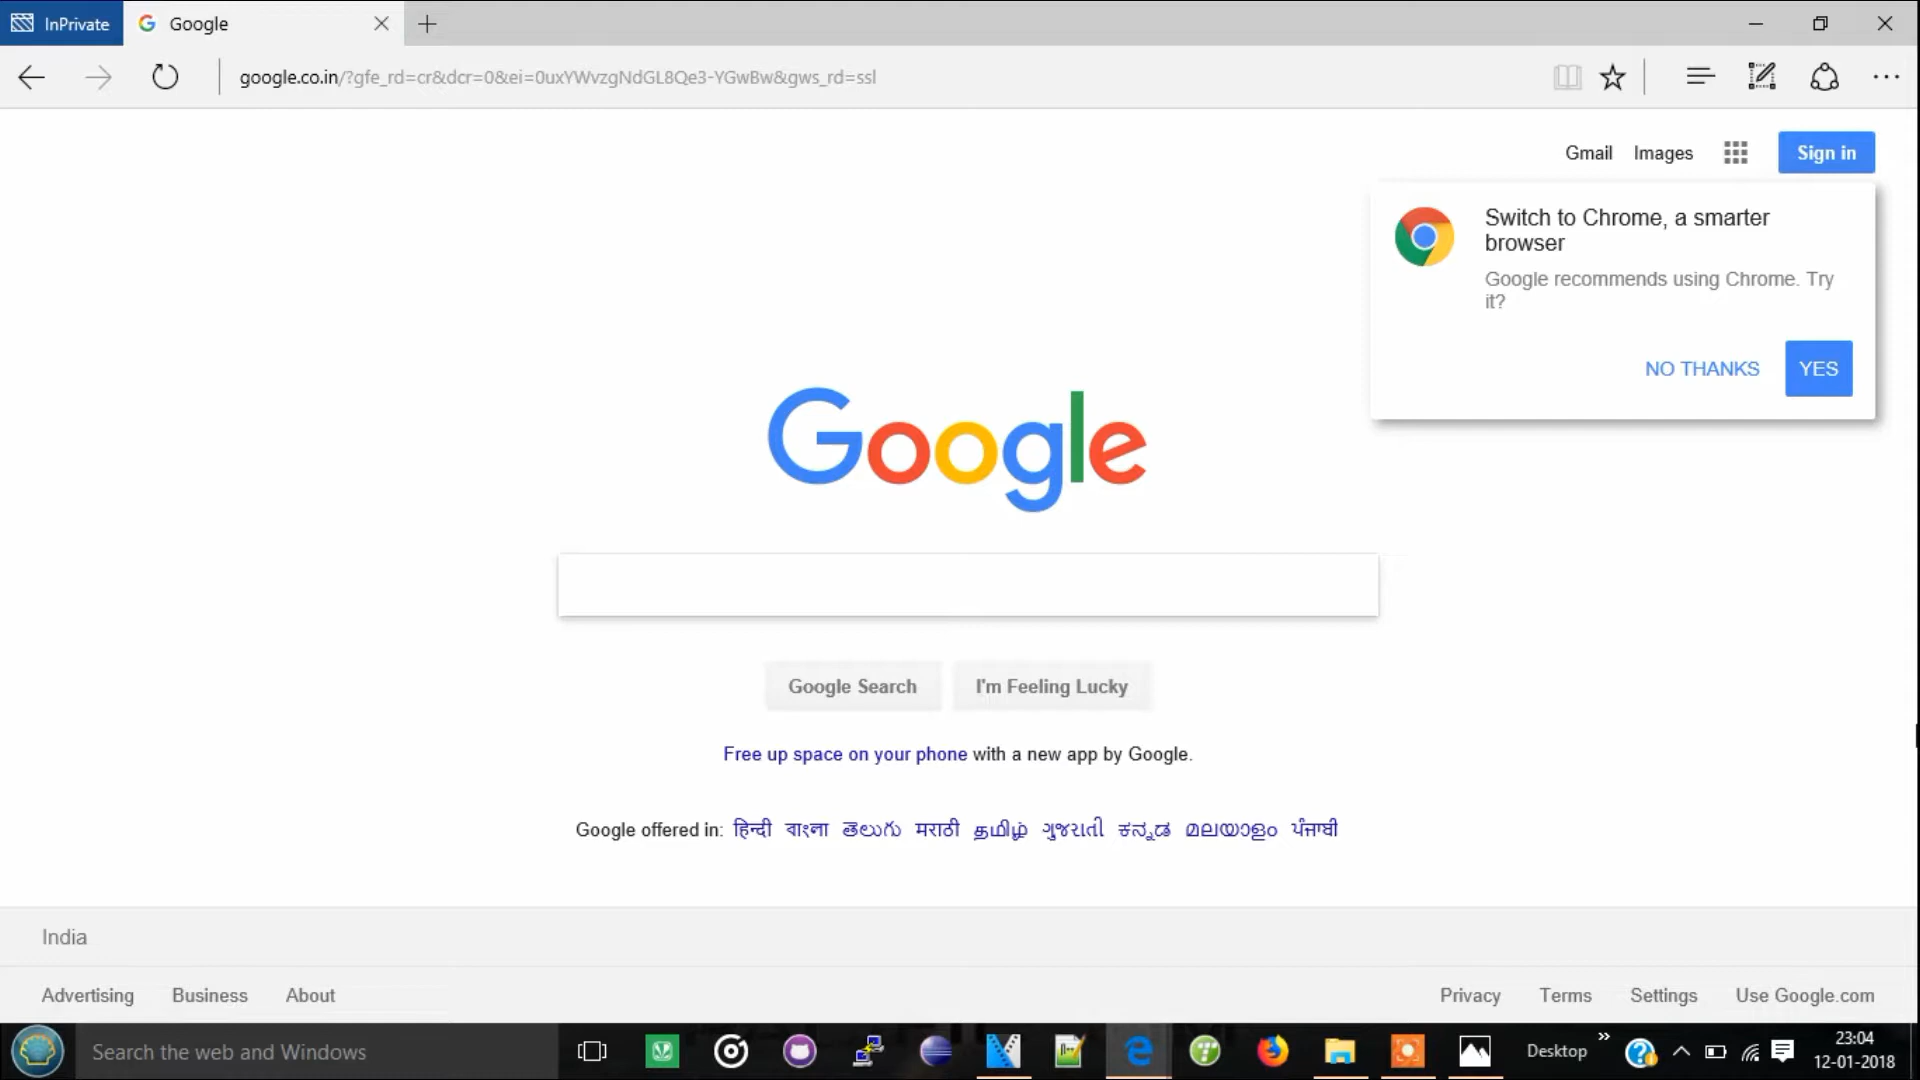 InPrivate
Google
google.co.in/?gfe_rd=cr&dcr=0&ei=0uxYWvzgNdGL8Qe3-YGwBw&gws_rd=ssl
Gmail Images Sign in
Switch to Chrome, a smarter
browser
Google recommends using Chrome. Try
it?
NO THANKS YES
Google
Google Search I'm Feeling Lucky
Free up space on your phone with a new app by Google.
Google offered in: हिन्दी বাংলা తెలుగు मराठी தமிழ் ગુજરાતી ಕನ್ನಡ മലയാളം ਪੰਜਾਬੀ
India
Advertising Business About Privacy Terms Settings Use Google.com
Search the web and Windows
Desktop
23:04
12-01-2018